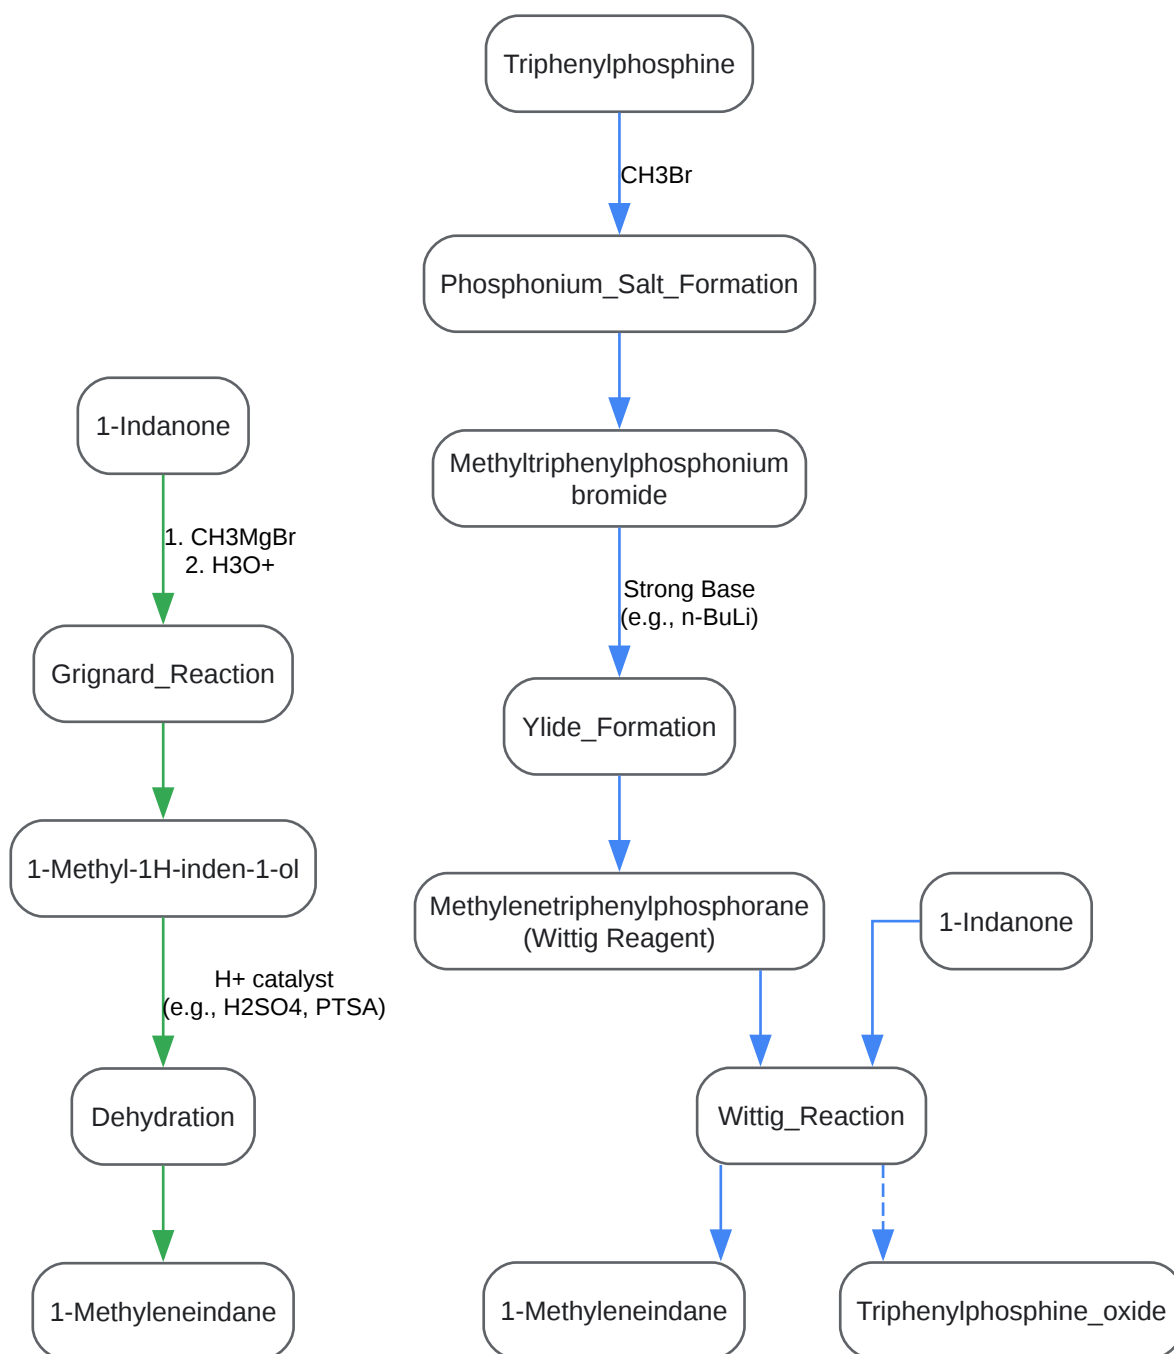 Triphenylphosphine
CH3Br
Phosphonium_Salt_Formation
1-Indanone
Methyltriphenylphosphonium
bromide
1. CH3MgBr
2. H3O+
Strong Base
(e.g., n-BuLi)
Grignard_Reaction
Ylide_Formation
1-Methyl-1H-inden-1-ol
Methylenetriphenylphosphorane
(Wittig Reagent)
1-Indanone
H+ catalyst
(e.g., H2SO4, PTSA)
Dehydration
Wittig_Reaction
1-Methyleneindane
1-Methyleneindane
Triphenylphosphine_oxide